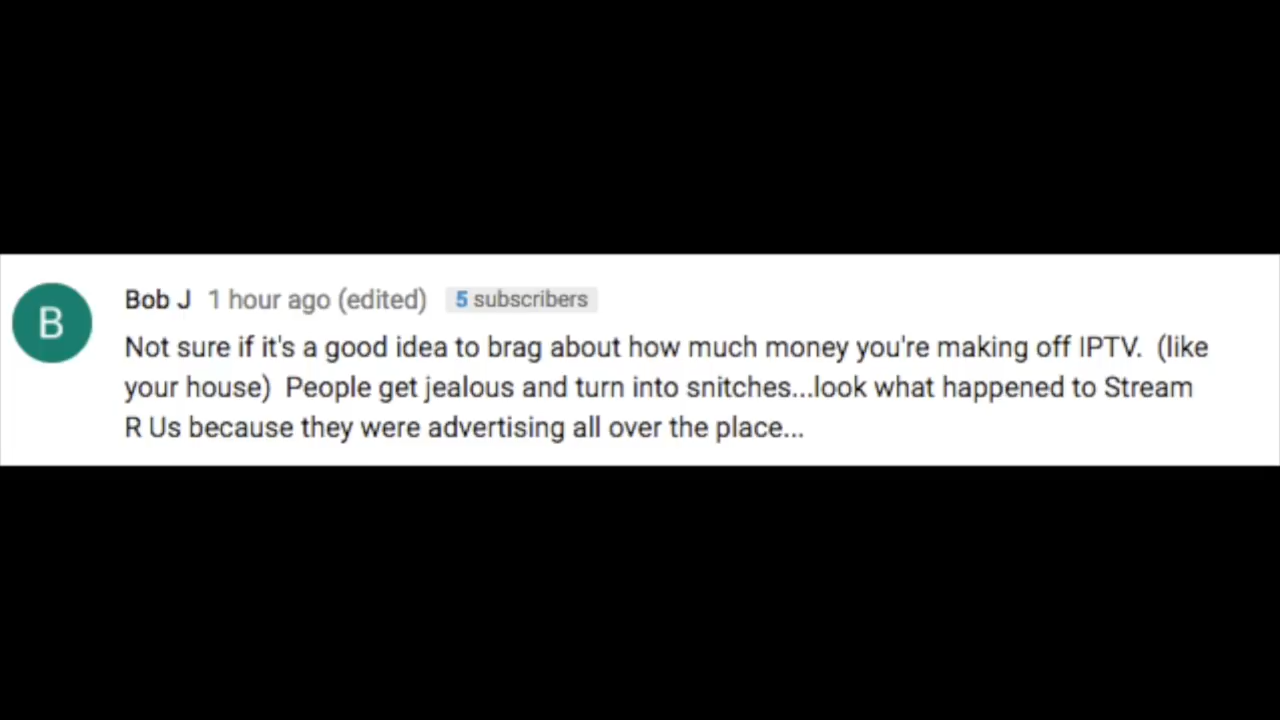 B
Bob J 1 hour ago (edited) 5 subscribers
Not sure if it's a good idea to brag about how much money you're making off IPTV.  (like
your house)  People get jealous and turn into snitches...look what happened to Stream
R Us because they were advertising all over the place...